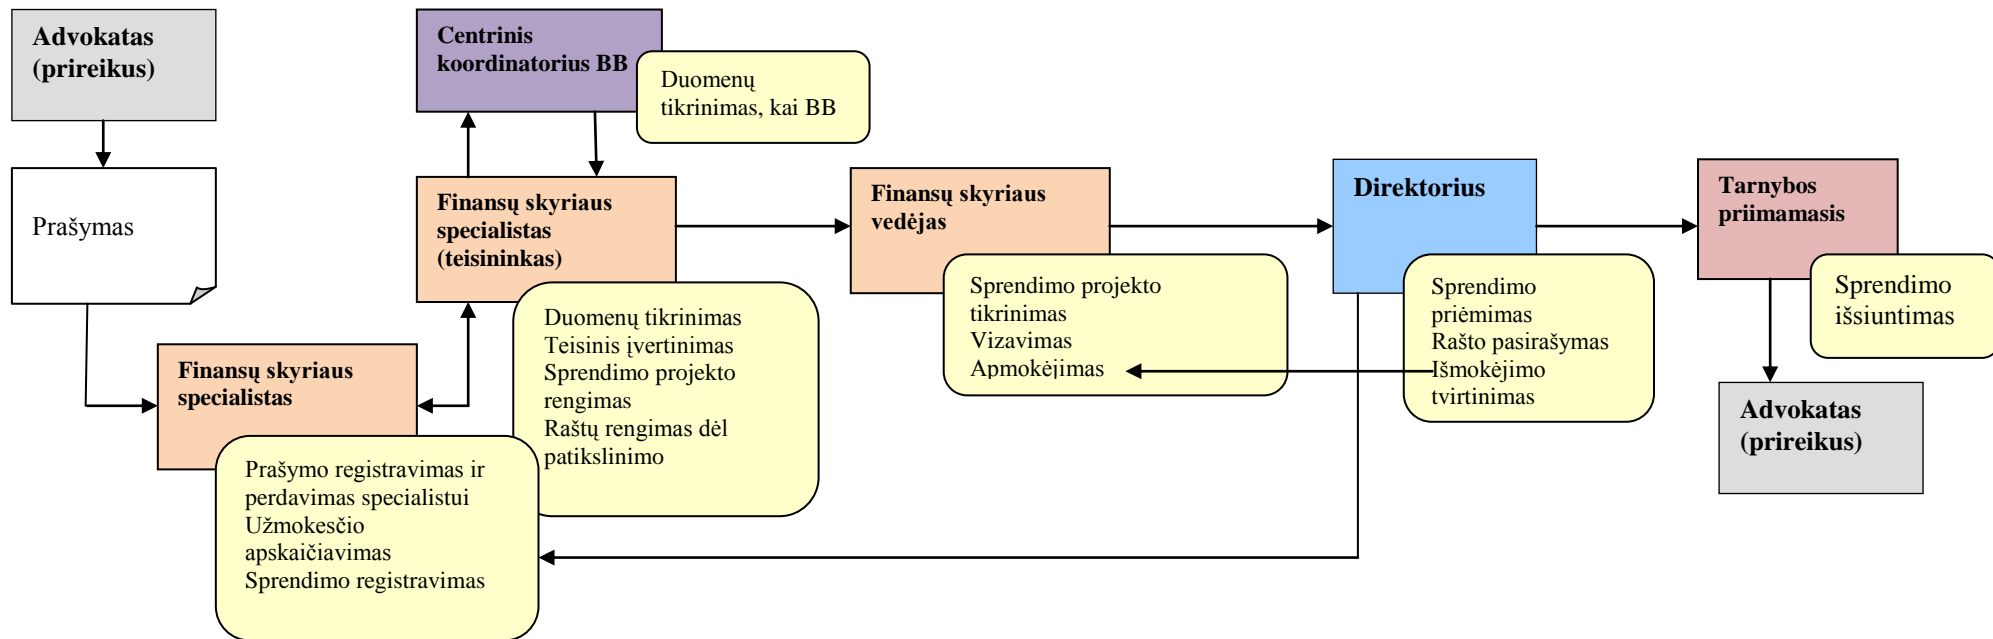 Advokatas
(prireikus)
Prašymas
Centrinis
koordinatorius BB
Duomenų
tikrinimas, kai BB
Finansų skyriaus
specialistas
(teisininkas)
Duomenų tikrinimas
Teisinis įvertinimas
Sprendimo projekto
rengimas
Raštų rengimas dėl
patikslinimo
Finansų skyriaus
specialistas
Prašymo registravimas ir
perdavimas specialistui
Užmokesčio
apskaičiavimas
Sprendimo registravimas
Finansų skyriaus
vedėjas
Sprendimo projekto
tikrinimas
Vizavimas
Apmokėjimas
Direktorius
Sprendimo
priėmimas
Rašto pasirašymas
Išmokėjimo
tvirtinimas
Tarnybos
priimamasis
Sprendimo
išsiuntimas
Advokatas
(prireikus)